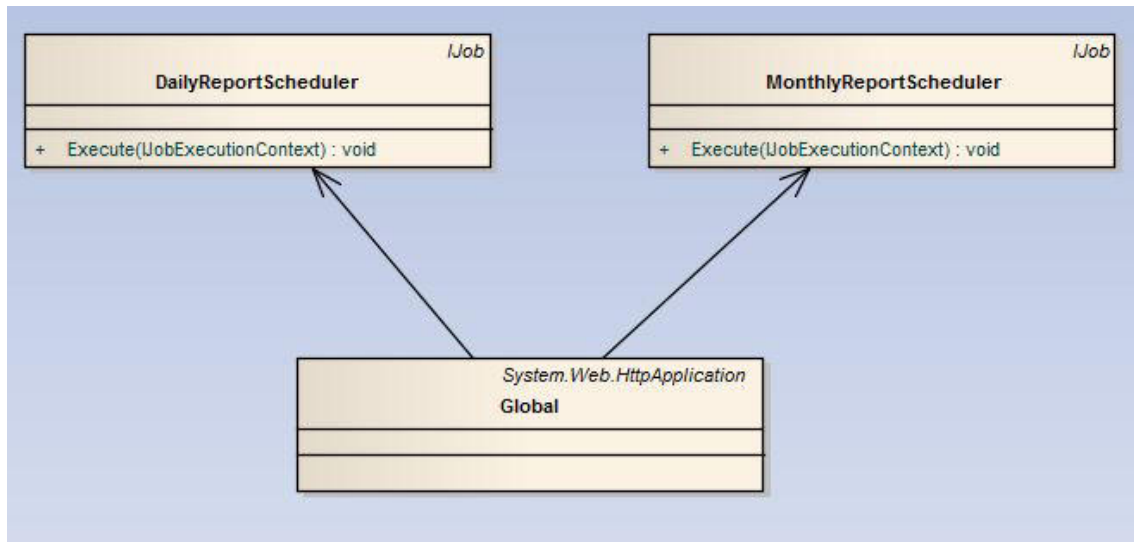 IJob
DailyReportScheduler
+ Execute(IJobExecutionContext) : void
IJob
MonthlyReportScheduler
+ Execute(IJobExecutionContext) : void
System.Web.HttpApplication
Global